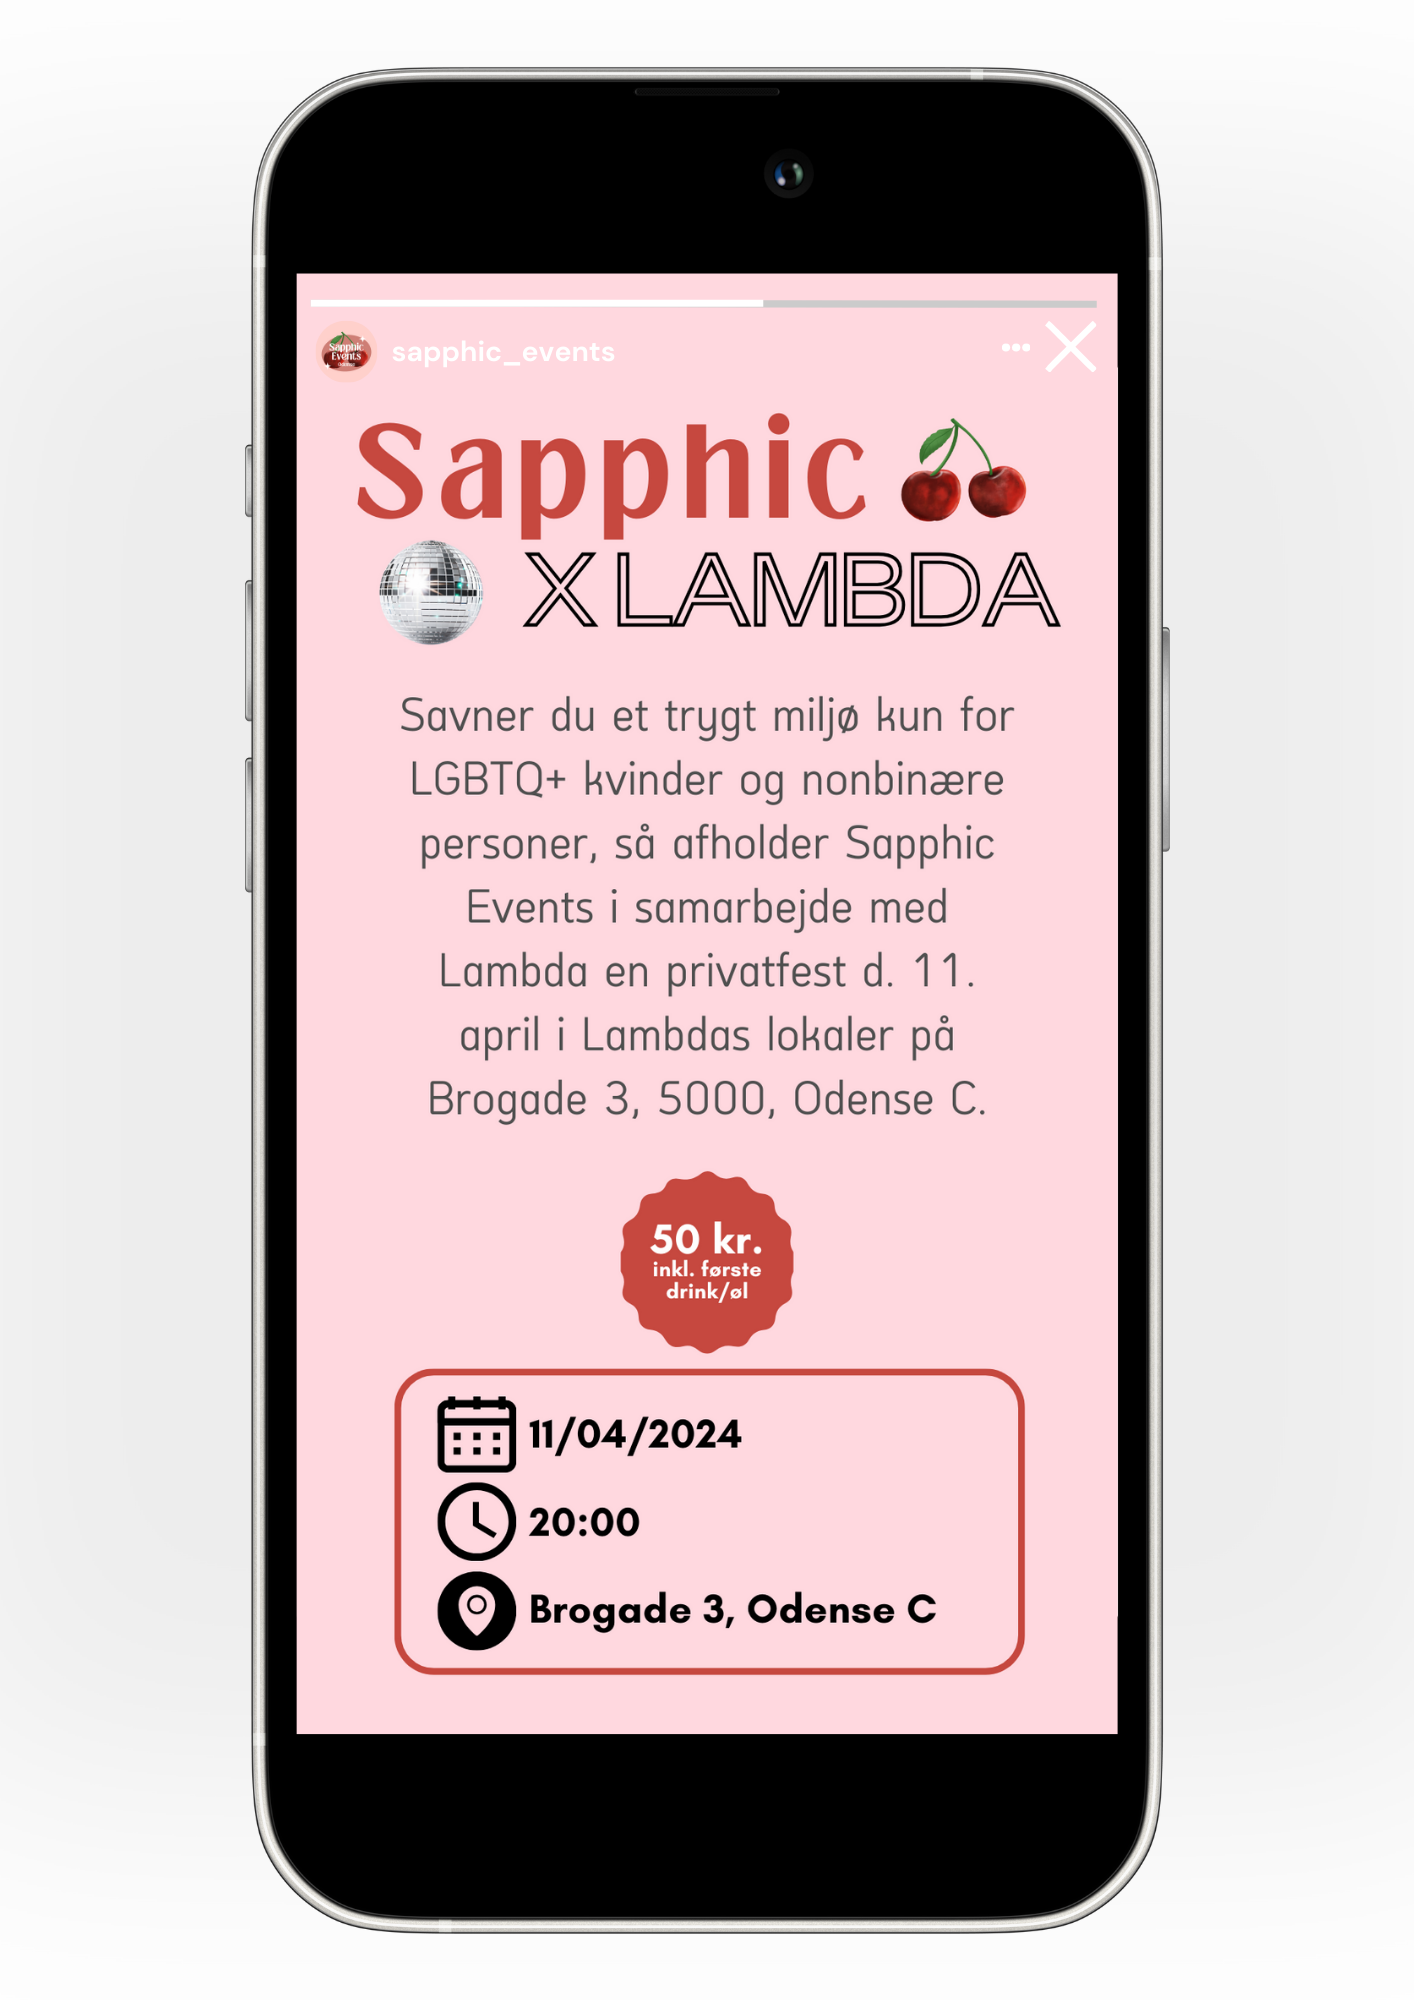 Sapphic
Events
sapphic_events
Sapphic
X LAMBDA
Savner du et trygt miljø kun for
LGBTQ+ kvinder og nonbinære
personer, så afholder Sapphic
Events i samarbejde med
Lambda en privatfest d. 11.
april i Lambdas lokaler på
Brogade 3, 5000, Odense C.
50 kr.
inkl. første
drink/øl
11/04/2024
20:00
Brogade 3, Odense C